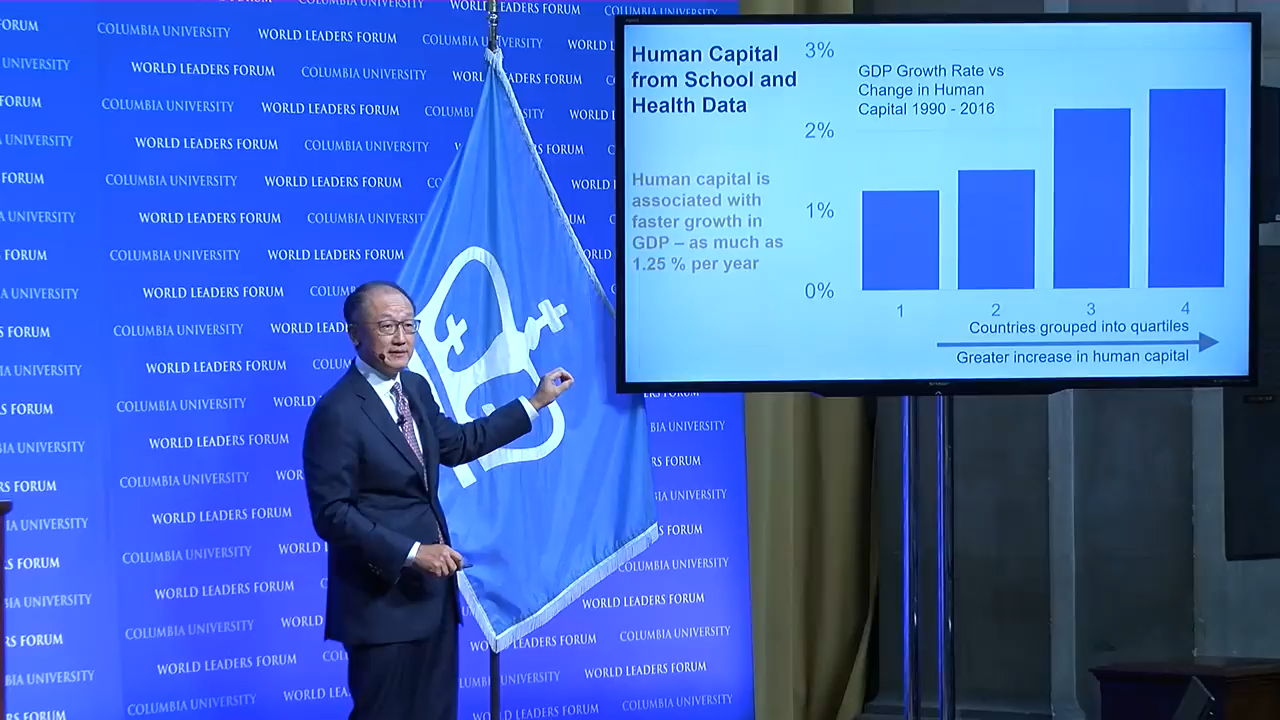 COLUMBIA UNIVERSITY
WORLD LEADERS FORUM
Human Capital
from School and
Health Data
Human capital is
associated with
faster growth in
GDP – as much as
1.25 % per year
GDP Growth Rate vs
Change in Human
Capital 1990 - 2016
3%
2%
1%
0%
1 2 3 4
Countries grouped into quartiles
Greater increase in human capital
SHARP